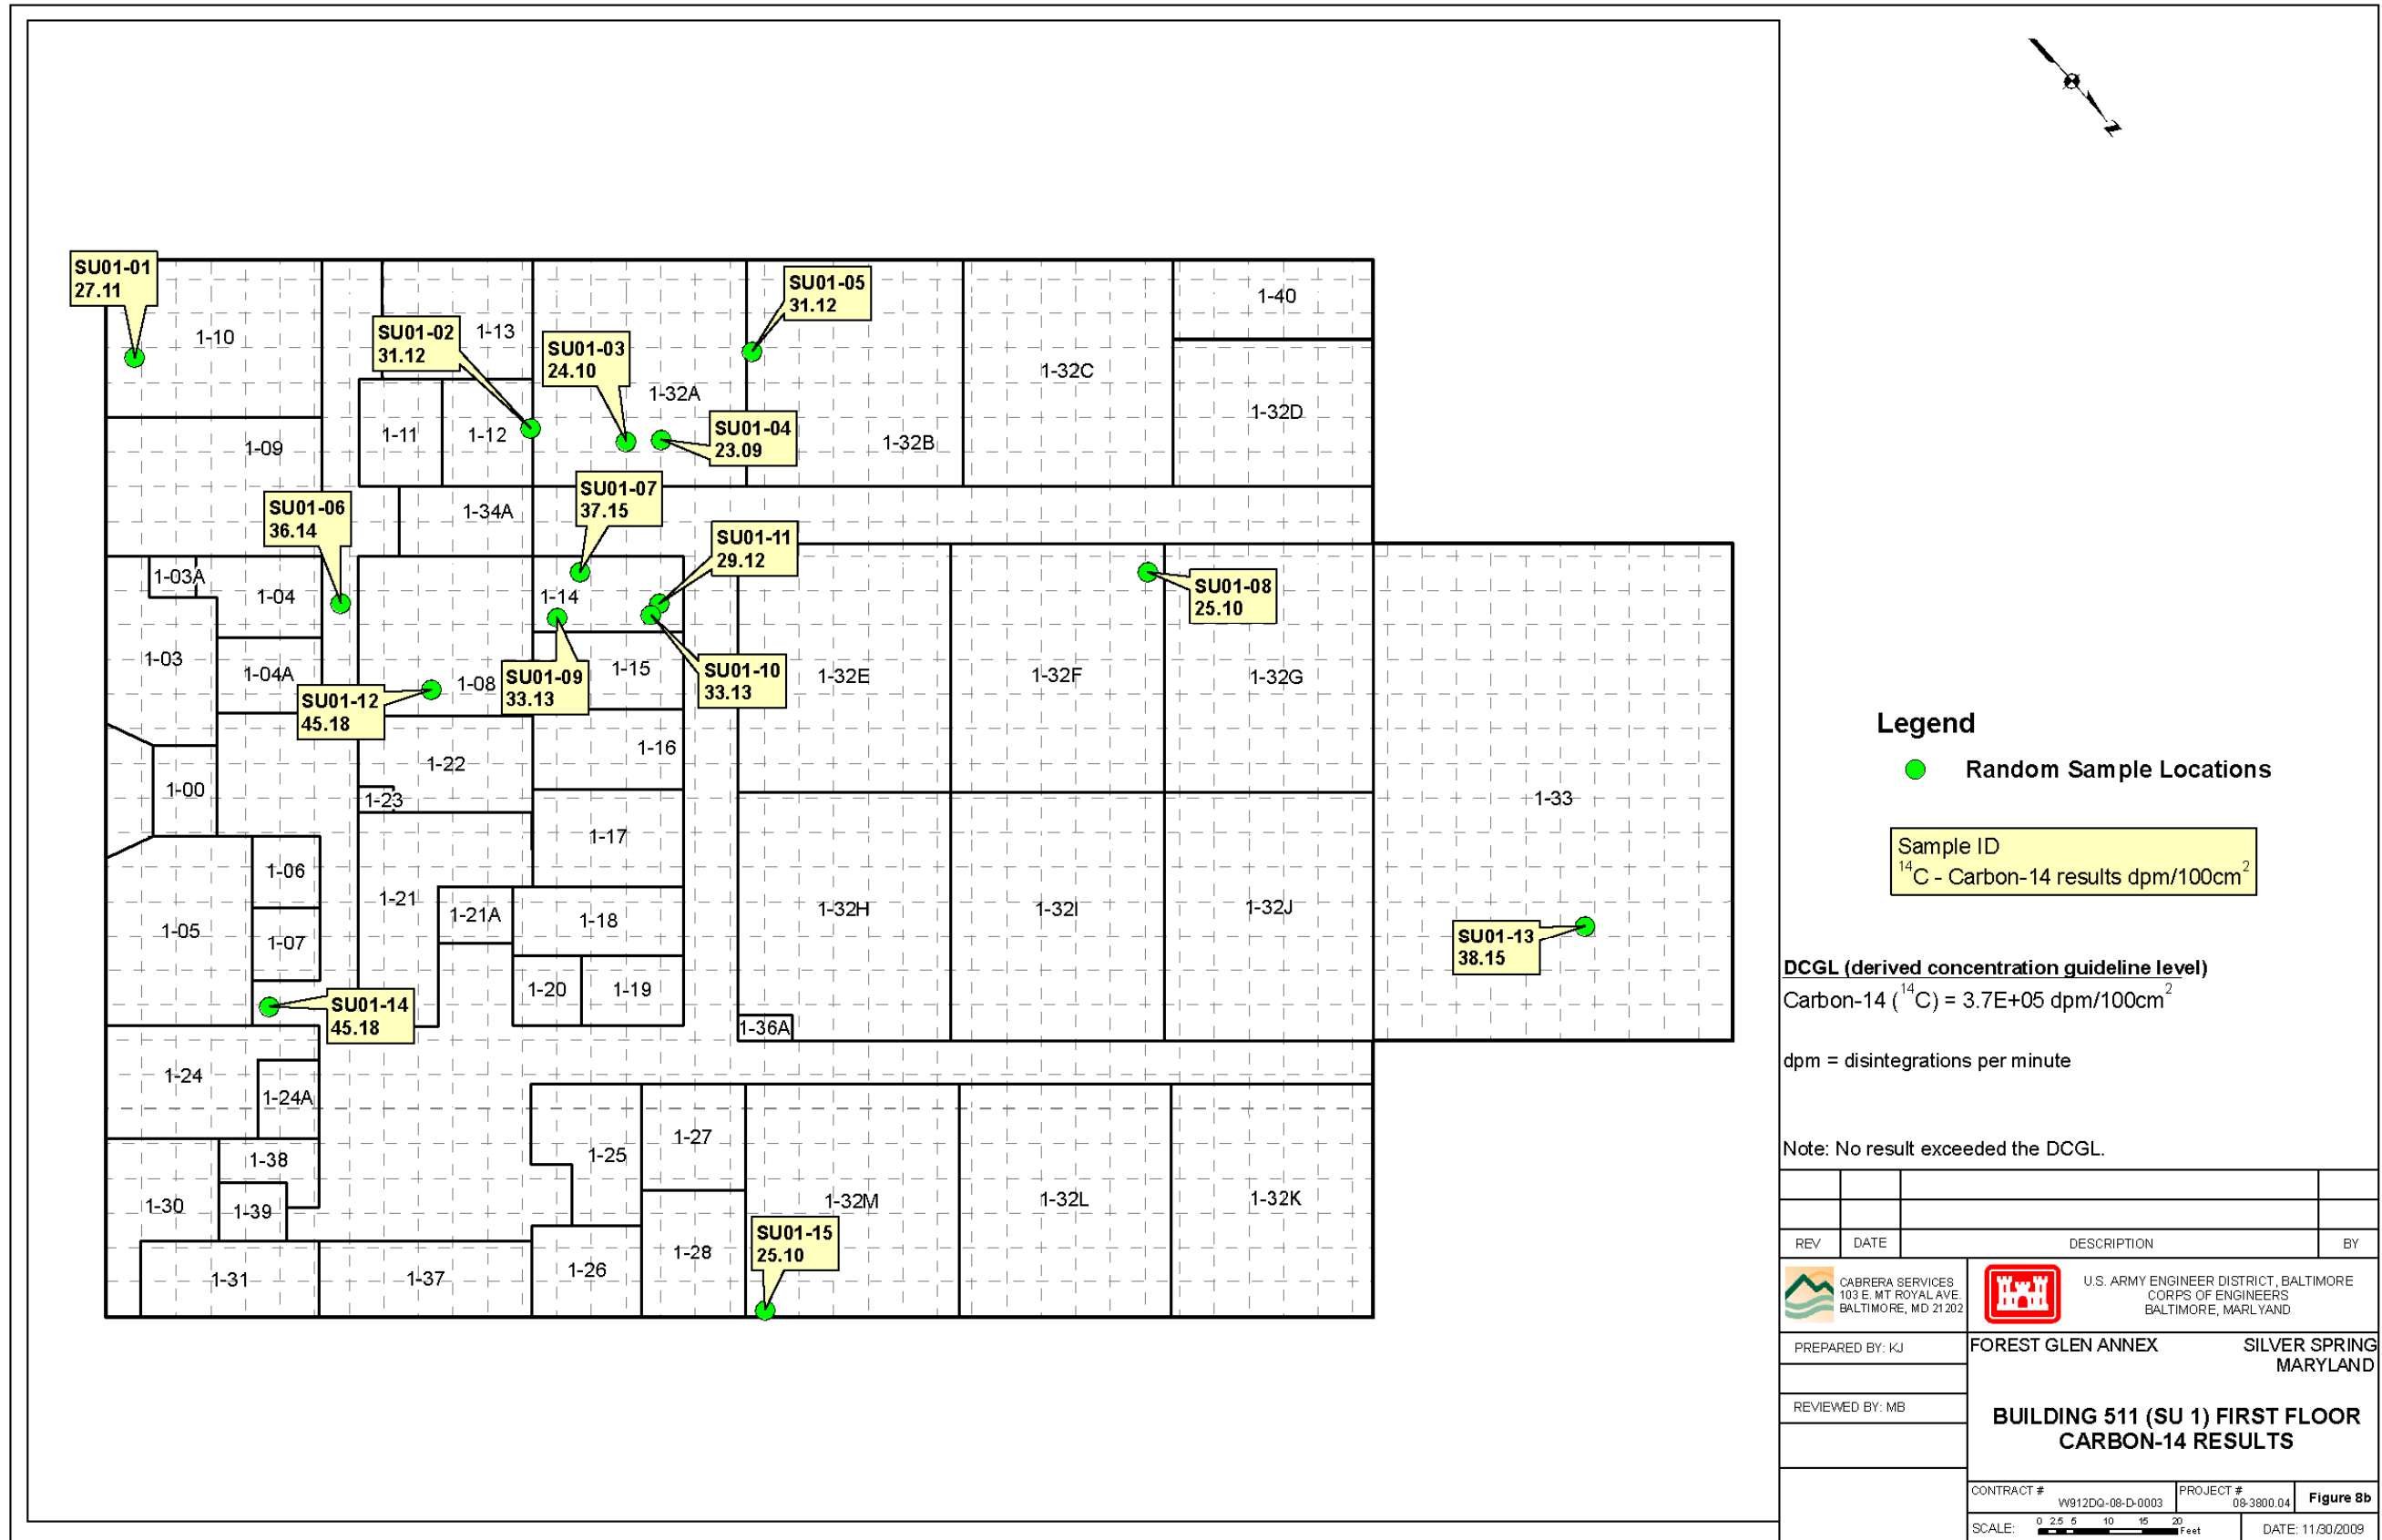 SU01-01
27.11
1-10
SU01-02
31.12
1-13
SU01-03
24.10
SU01-05
31.12
1-40
1-32A
1-32C
1-32D
1-11
1-12
SU01-04
23.09
1-32B
1-09
SU01-06
36.14
1-34A
SU01-07
37.15
SU01-11
29.12
1-03A
1-04
1-14
SU01-08
25.10
1-03
1-04A
SU01-12
45.18
1-08
SU01-09
33.13
1-15
SU01-10
33.13
1-32E
1-32F
1-32G
1-00
1-22
1-23
1-16
1-33
1-17
1-06
1-05
1-07
1-21
1-21A
1-18
1-32H
1-32I
1-32J
SU01-13
38.15
SU01-14
45.18
1-20
1-19
1-36A
1-24
1-24A
1-38
1-30
1-39
1-31
1-37
1-25
1-27
1-26
1-28
1-32M
1-32L
1-32K
SU01-15
25.10
N
Legend
Random Sample Locations
Sample ID
¹⁴C - Carbon-14 results dpm/100cm²
DCGL (derived concentration guideline level)
Carbon-14 (¹⁴C) = 3.7E+05 dpm/100cm²
dpm = disintegrations per minute
Note: No result exceeded the DCGL.
REV DATE DESCRIPTION BY
CABRERA SERVICES
103 E. MT ROYAL AVE.
BALTIMORE, MD 21202
U.S. ARMY ENGINEER DISTRICT, BALTIMORE
CORPS OF ENGINEERS
BALTIMORE, MARLYAND
PREPARED BY: KJ
REVIEWED BY: MB
FOREST GLEN ANNEX SILVER SPRING
MARYLAND
BUILDING 511 (SU 1) FIRST FLOOR
CARBON-14 RESULTS
CONTRACT #
W912DQ-08-D-0003
PROJECT #
08-3800.04
Figure 8b
SCALE: 0 2.5 5 10 15 20 Feet
DATE: 11/30/2009